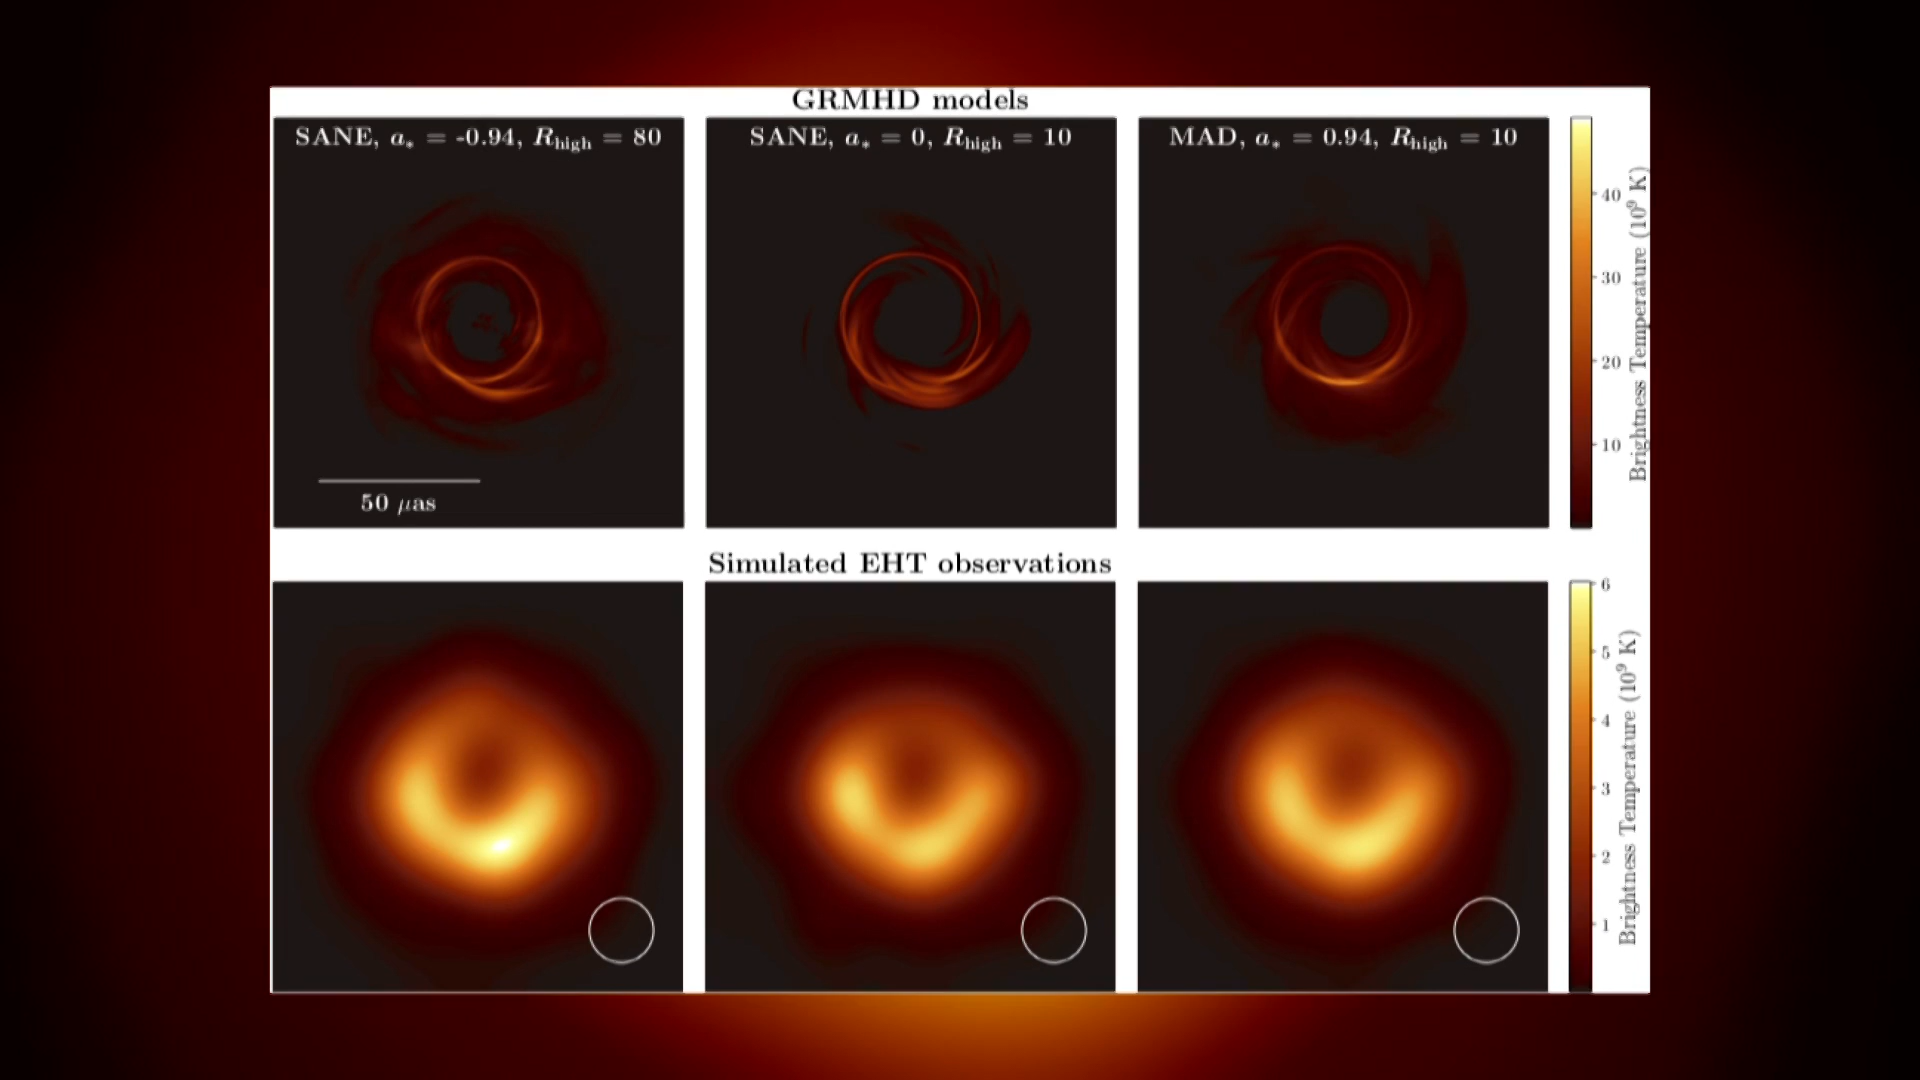 GRMHD models
SANE, a* = -0.94, Rhigh = 80
SANE, a* = 0, Rhigh = 10
MAD, a* = 0.94, Rhigh = 10
50 μas
40
30
20
10
Brightness Temperature (10⁹ K)
Simulated EHT observations
6
5
4
3
2
1
Brightness Temperature (10⁹ K)